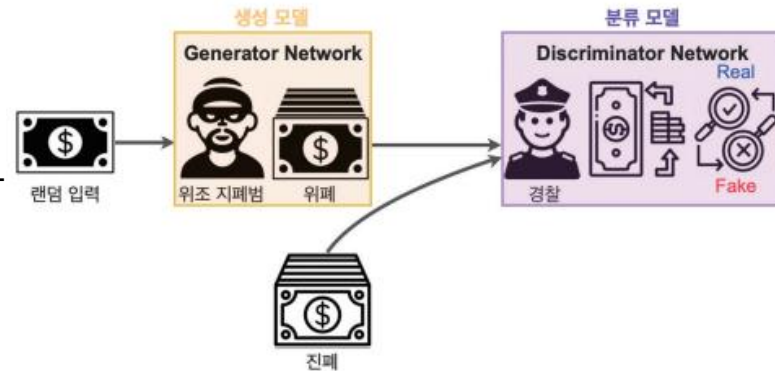 생성 모델
분류 모델
Generator Network
Discriminator Network
Real
랜덤 입력
위조 지폐범
위폐
경찰
Fake
진폐